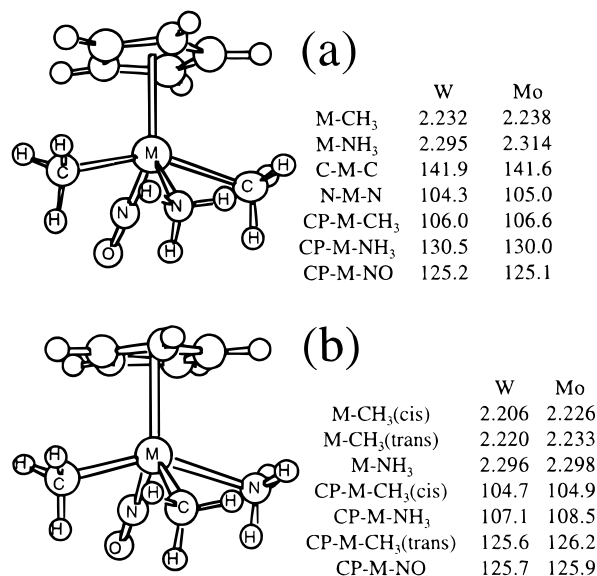 (a)
W Mo
M-CH3 2.232 2.238
M-NH3 2.295 2.314
C-M-C 141.9 141.6
N-M-N 104.3 105.0
CP-M-CH3 106.0 106.6
CP-M-NH3 130.5 130.0
CP-M-NO 125.2 125.1
H H C H M H N O N H H C H H
(b)
W Mo
M-CH3(cis) 2.206 2.226
M-CH3(trans) 2.220 2.233
M-NH3 2.296 2.298
CP-M-CH3(cis) 104.7 104.9
CP-M-NH3 107.1 108.5
CP-M-CH3(trans) 125.6 126.2
CP-M-NO 125.7 125.9
H H C H M H N O C H H N H H